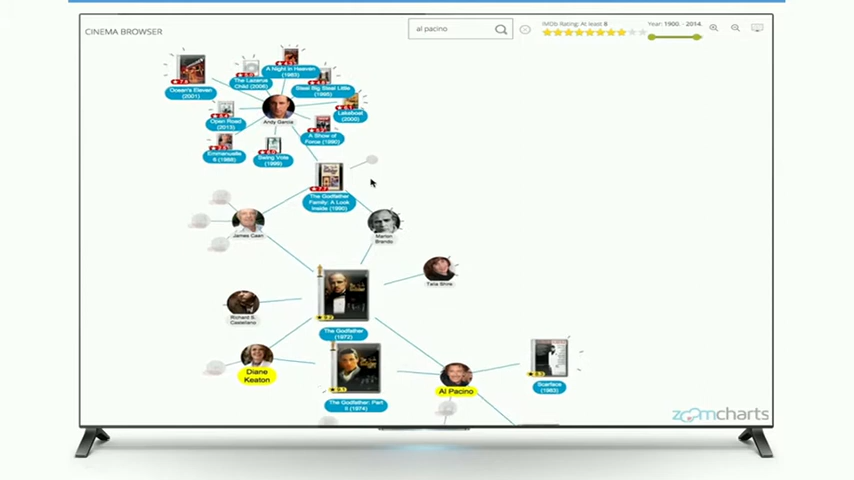 CINEMA BROWSER
al pacino
IMDb Rating: At least 8
Year: 1900 - 2014
A Night in Heaven
(1983)
Ocean's Eleven
(2001)
The Lazarus
Child (2005)
Steal Big Steal Little
(1995)
Lakeboat
(2000)
Andy Garcia
Open Road
(2013)
A Show of
Force (1990)
Emmanuelle
6 (1988)
Swing Vote
(1999)
The Godfather
Family: A Look
Inside (1990)
James Caan
Marlon
Brando
Talia Shire
Richard S.
Castellano
The Godfather
(1972)
Diane
Keaton
Al Pacino
Scarface
(1983)
The Godfather: Part
II (1974)
zoomcharts